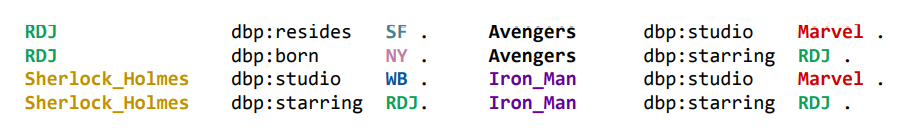 RDJ dbp:resides SF . Avengers dbp:studio Marvel .
RDJ dbp:born NY . Avengers dbp:starring RDJ .
Sherlock_Holmes dbp:studio WB . Iron_Man dbp:studio Marvel .
Sherlock_Holmes dbp:starring RDJ. Iron_Man dbp:starring RDJ .